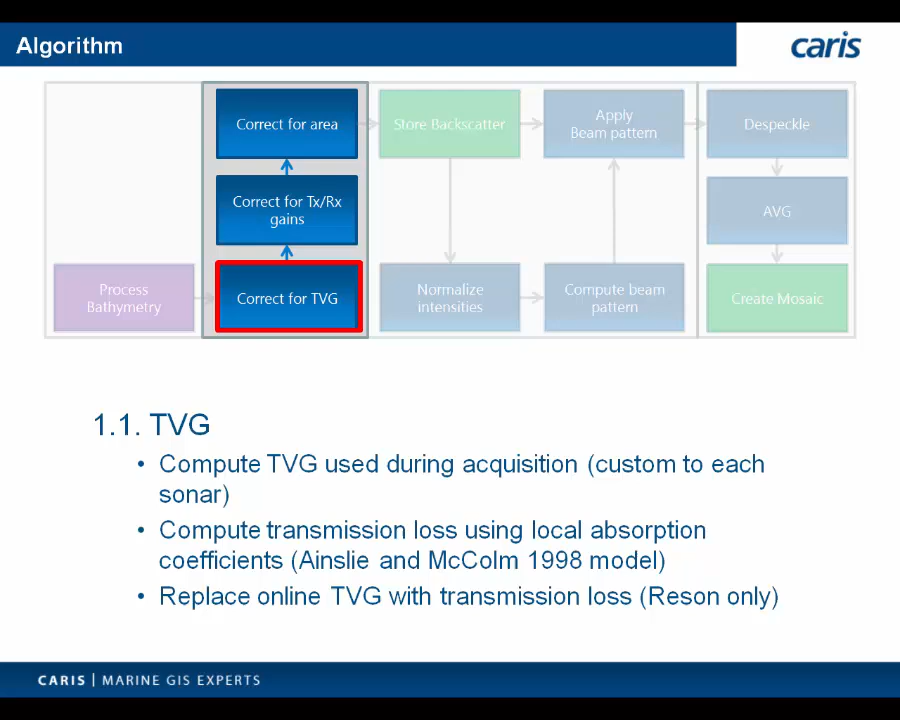 Algorithm
caris
Correct for area
Store Backscatter
Apply
Beam pattern
Despeckle
Correct for Tx/Rx
gains
AVG
Process
Bathymetry
Correct for TVG
Normalize
intensities
Compute beam
pattern
Create Mosaic
1.1. TVG
• Compute TVG used during acquisition (custom to each
sonar)
• Compute transmission loss using local absorption
coefficients (Ainslie and McColm 1998 model)
• Replace online TVG with transmission loss (Reson only)
CARIS | MARINE GIS EXPERTS